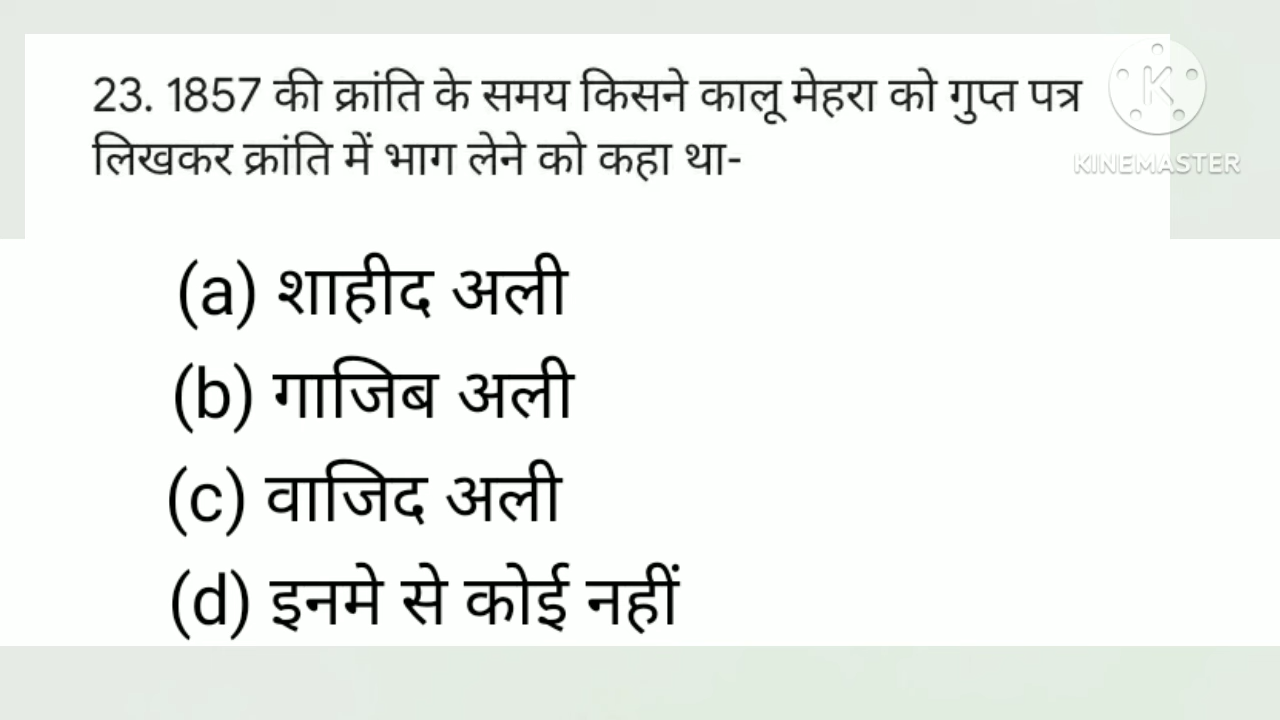 23. 1857 की क्रांति के समय किसने कालू मेहरा को गुप्त पत्र
लिखकर क्रांति में भाग लेने को कहा था-
KINEMASTER
(a) शाहीद अली
(b) गाजिब अली
(c) वाजिद अली
(d) इनमे से कोई नहीं